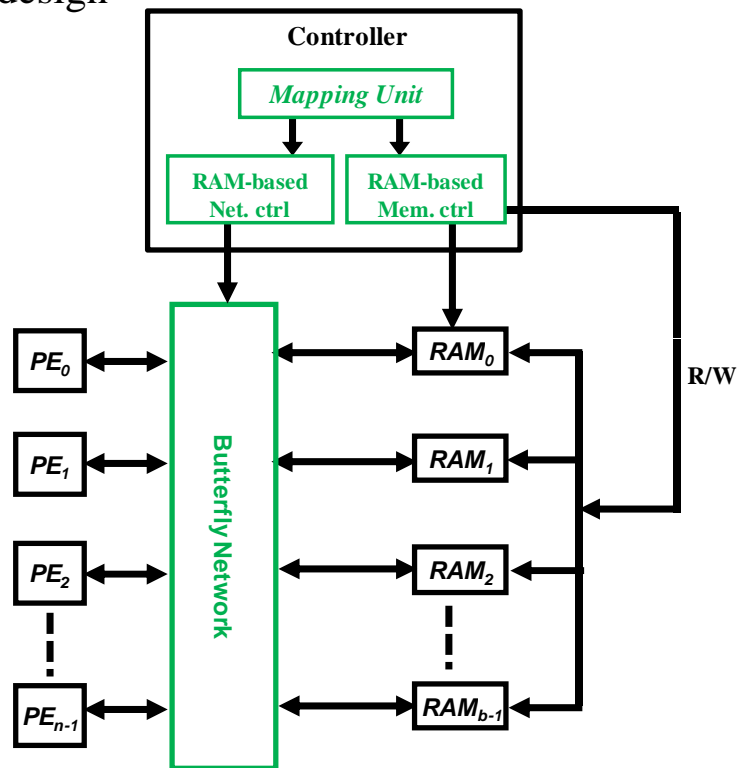 design
Controller
Mapping Unit
RAM-based
Net. ctrl
RAM-based
Mem. ctrl
PE0
RAM0
R/W
PE1
RAM1
Butterfly Network
PE2
RAM2
PEn-1
RAMb-1